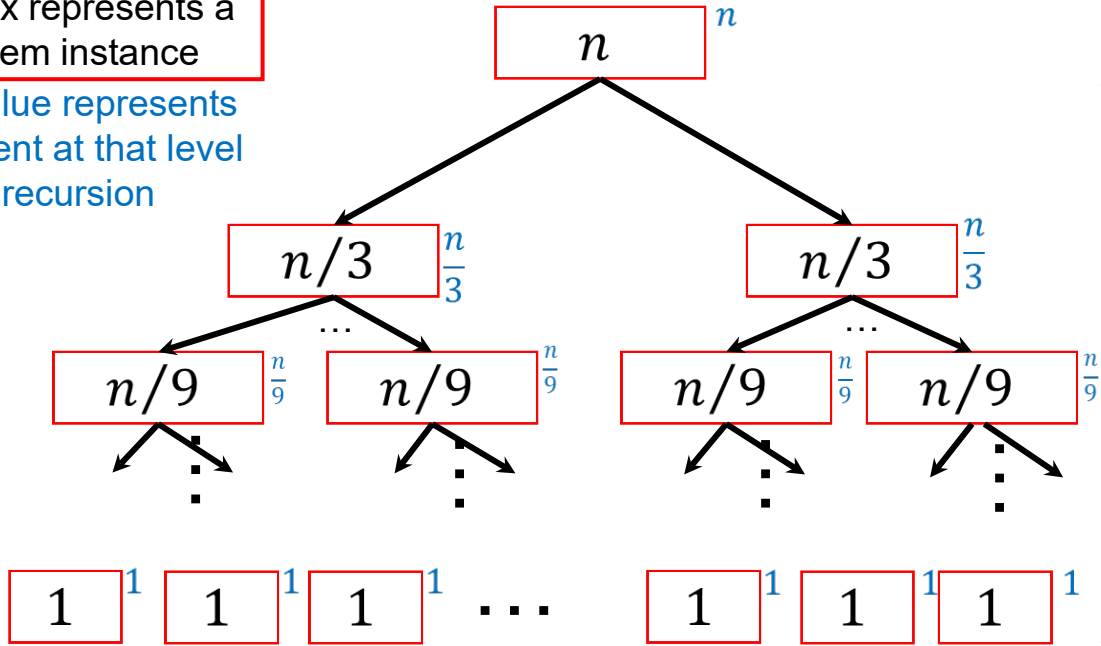 x represents a
em instance
lue represents
ent at that level
recursion
n n
n/3 n/3 n/3 n/3
... ...
n/9 n/9 n/9 n/9 n/9 n/9 n/9 n/9
1 1 1 1 1 1 ... 1 1 1 1 1 1